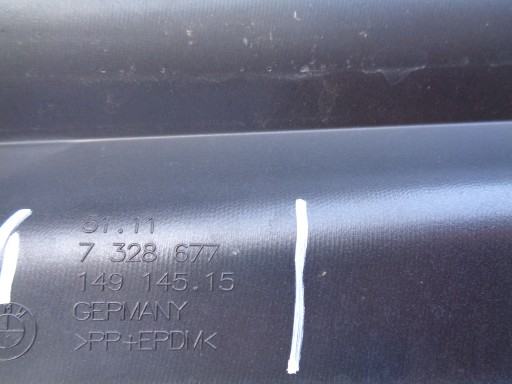 51.11
7 328 677
149 145.15
GERMANY
>PP+EPDM<